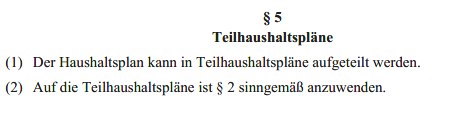 § 5
Teilhaushaltspläne
(1) Der Haushaltsplan kann in Teilhaushaltspläne aufgeteilt werden.
(2) Auf die Teilhaushaltspläne ist § 2 sinngemäß anzuwenden.